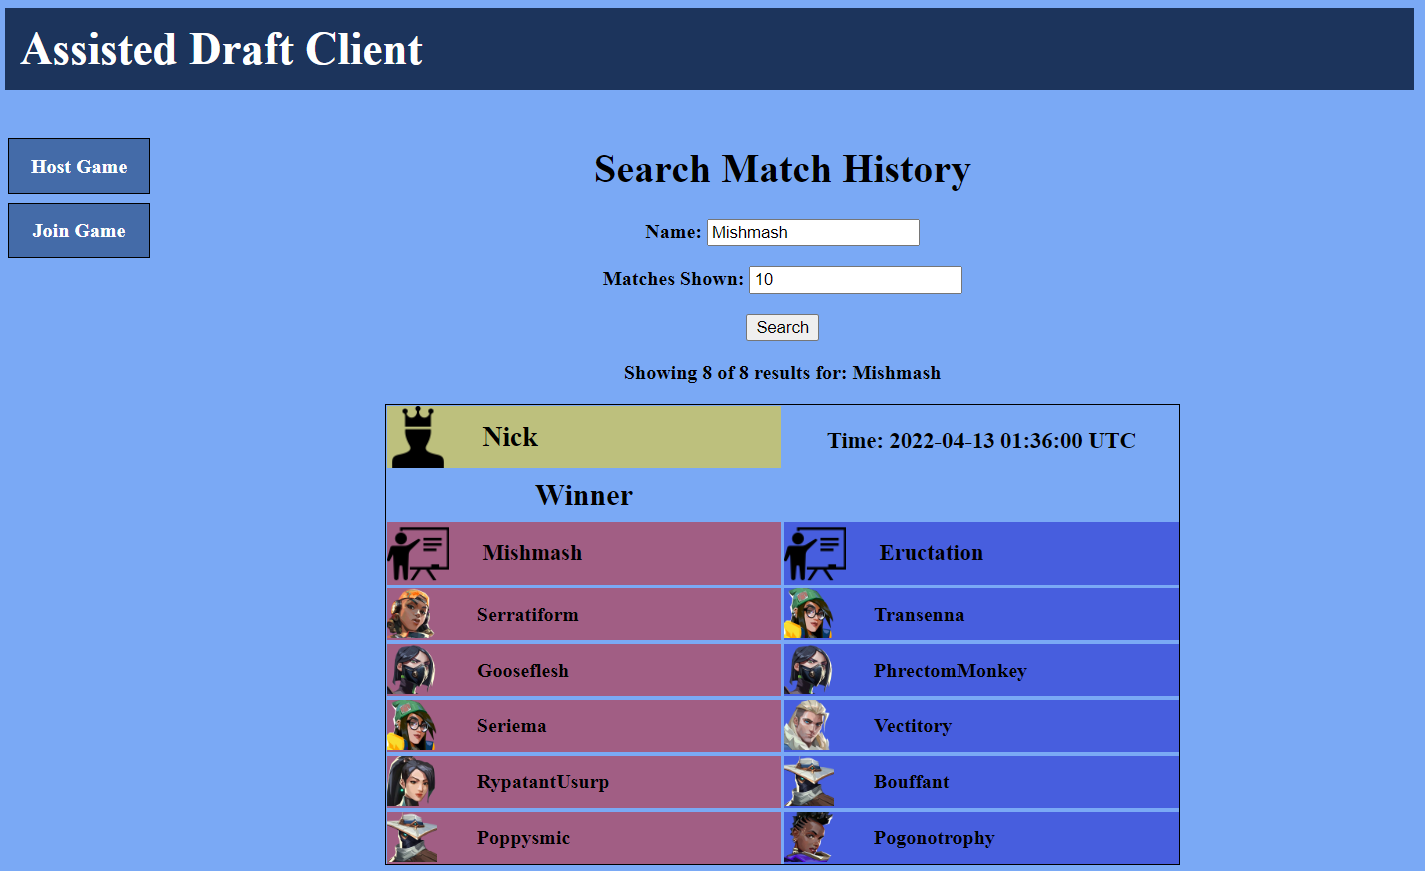 Assisted Draft Client
Host Game
Join Game
Search Match History
Name: Mishmash
Matches Shown: 10
Search
Showing 8 of 8 results for: Mishmash
Nick
Time: 2022-04-13 01:36:00 UTC
Winner
Mishmash
Eructation
Serratiform
Transenna
Gooseflesh
PhrectomMonkey
Seriema
Vectitory
RypatantUsurp
Bouffant
Poppysmic
Pogonotrophy